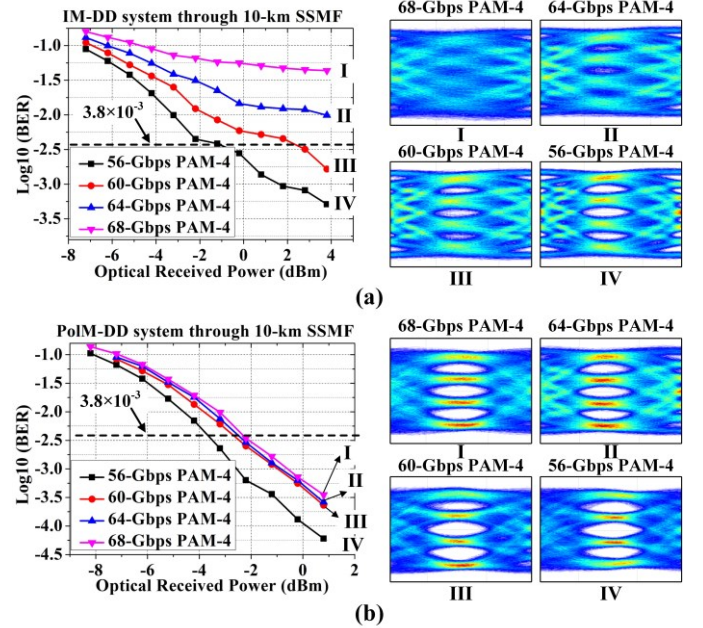 IM-DD system through 10-km SSMF
Log10 (BER)
-1.0
-1.5
-2.0
-2.5
-3.0
-3.5
3.8×10⁻³
I
II
III
IV
56-Gbps PAM-4
60-Gbps PAM-4
64-Gbps PAM-4
68-Gbps PAM-4
-8 -6 -4 -2 0 2 4
Optical Received Power (dBm)
68-Gbps PAM-4 64-Gbps PAM-4
I II
60-Gbps PAM-4 56-Gbps PAM-4
III IV
(a)
PolM-DD system through 10-km SSMF
Log10 (BER)
-1.0
-1.5
-2.0
-2.5
-3.0
-3.5
-4.0
-4.5
3.8×10⁻³
I
II
III
IV
56-Gbps PAM-4
60-Gbps PAM-4
64-Gbps PAM-4
68-Gbps PAM-4
-8 -6 -4 -2 0 2
Optical Received Power (dBm)
68-Gbps PAM-4 64-Gbps PAM-4
I II
60-Gbps PAM-4 56-Gbps PAM-4
III IV
(b)